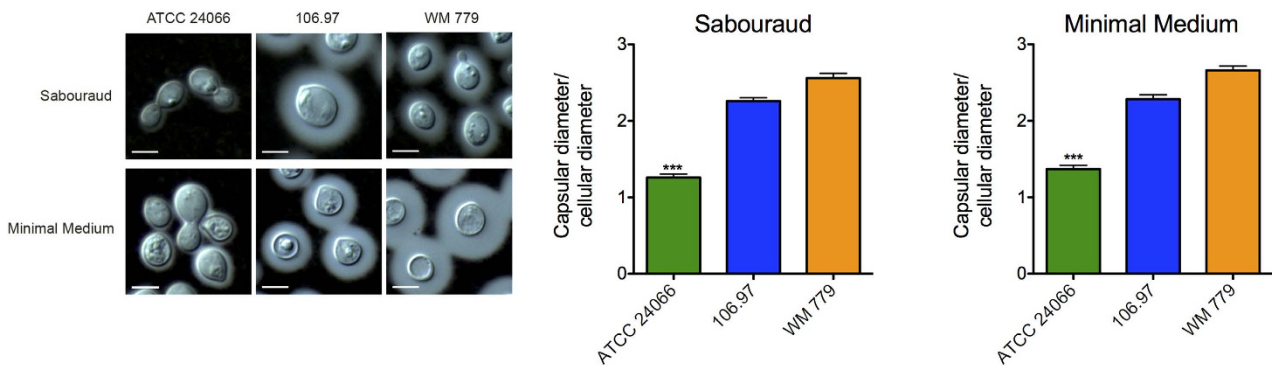 ATCC 24066
106.97
WM 779
Sabouraud
Minimal Medium
Sabouraud
Capsular diameter/
cellular diameter
3
2
1
0
***
ATCC 24066
106.97
WM 779
Minimal Medium
Capsular diameter/
cellular diameter
3
2
1
0
***
ATCC 24066
106.97
WM 779